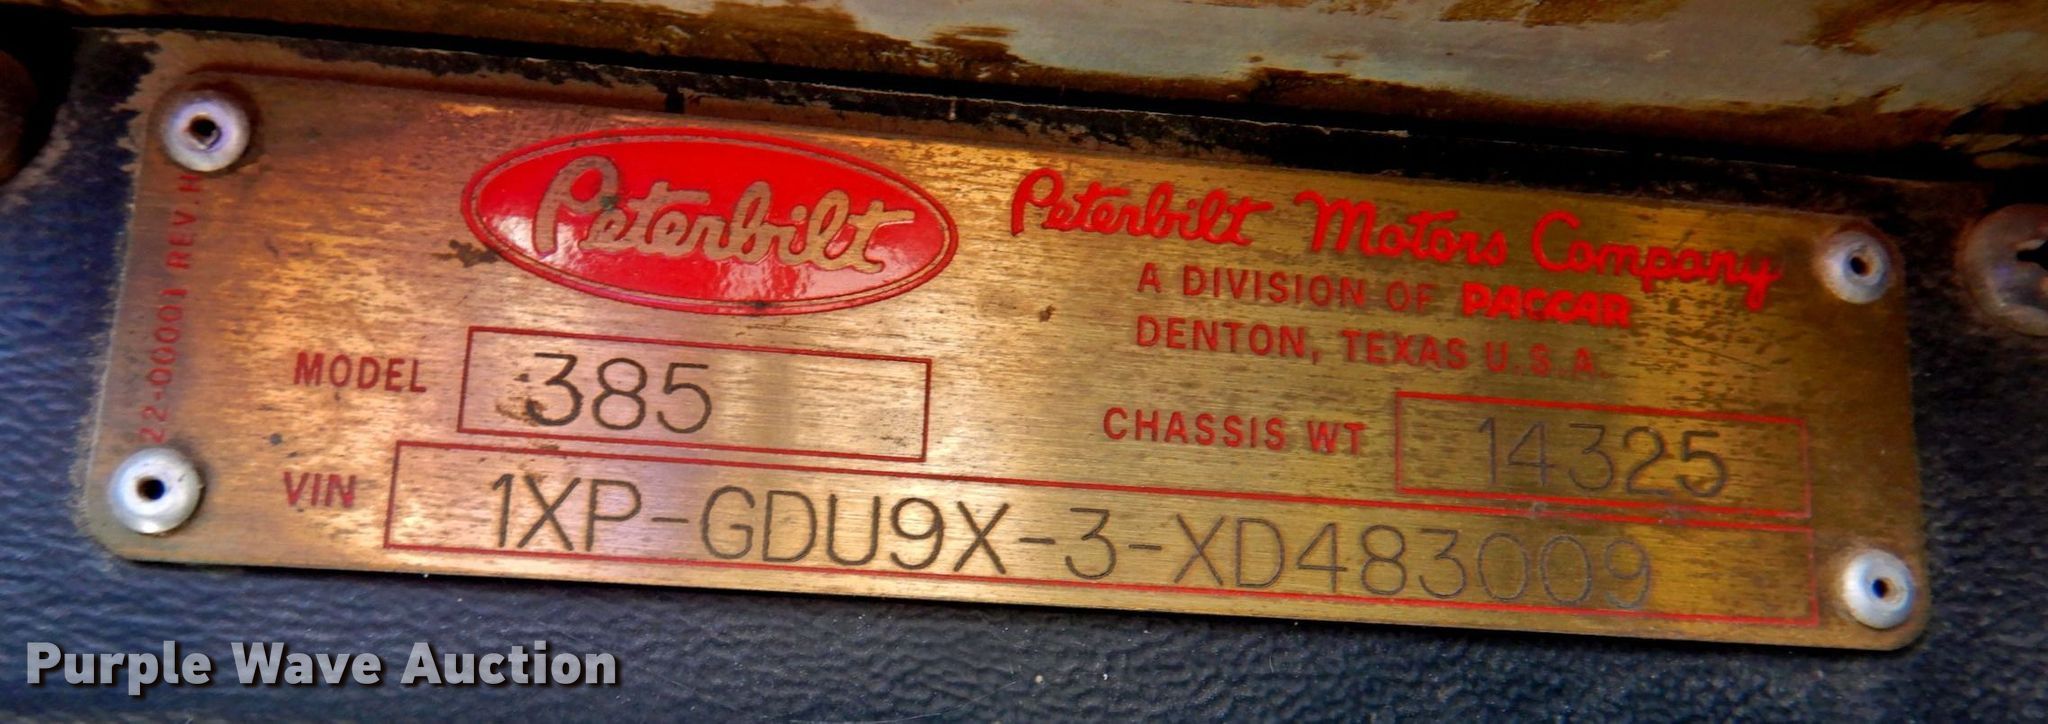 Peterbilt
Peterbilt Motors Company
A DIVISION OF PACCAR
DENTON, TEXAS U.S.A.
MODEL 385
CHASSIS WT 14325
VIN 1XP-GDU9X-3-XD483009
22-00001 REV.H
Purple Wave Auction